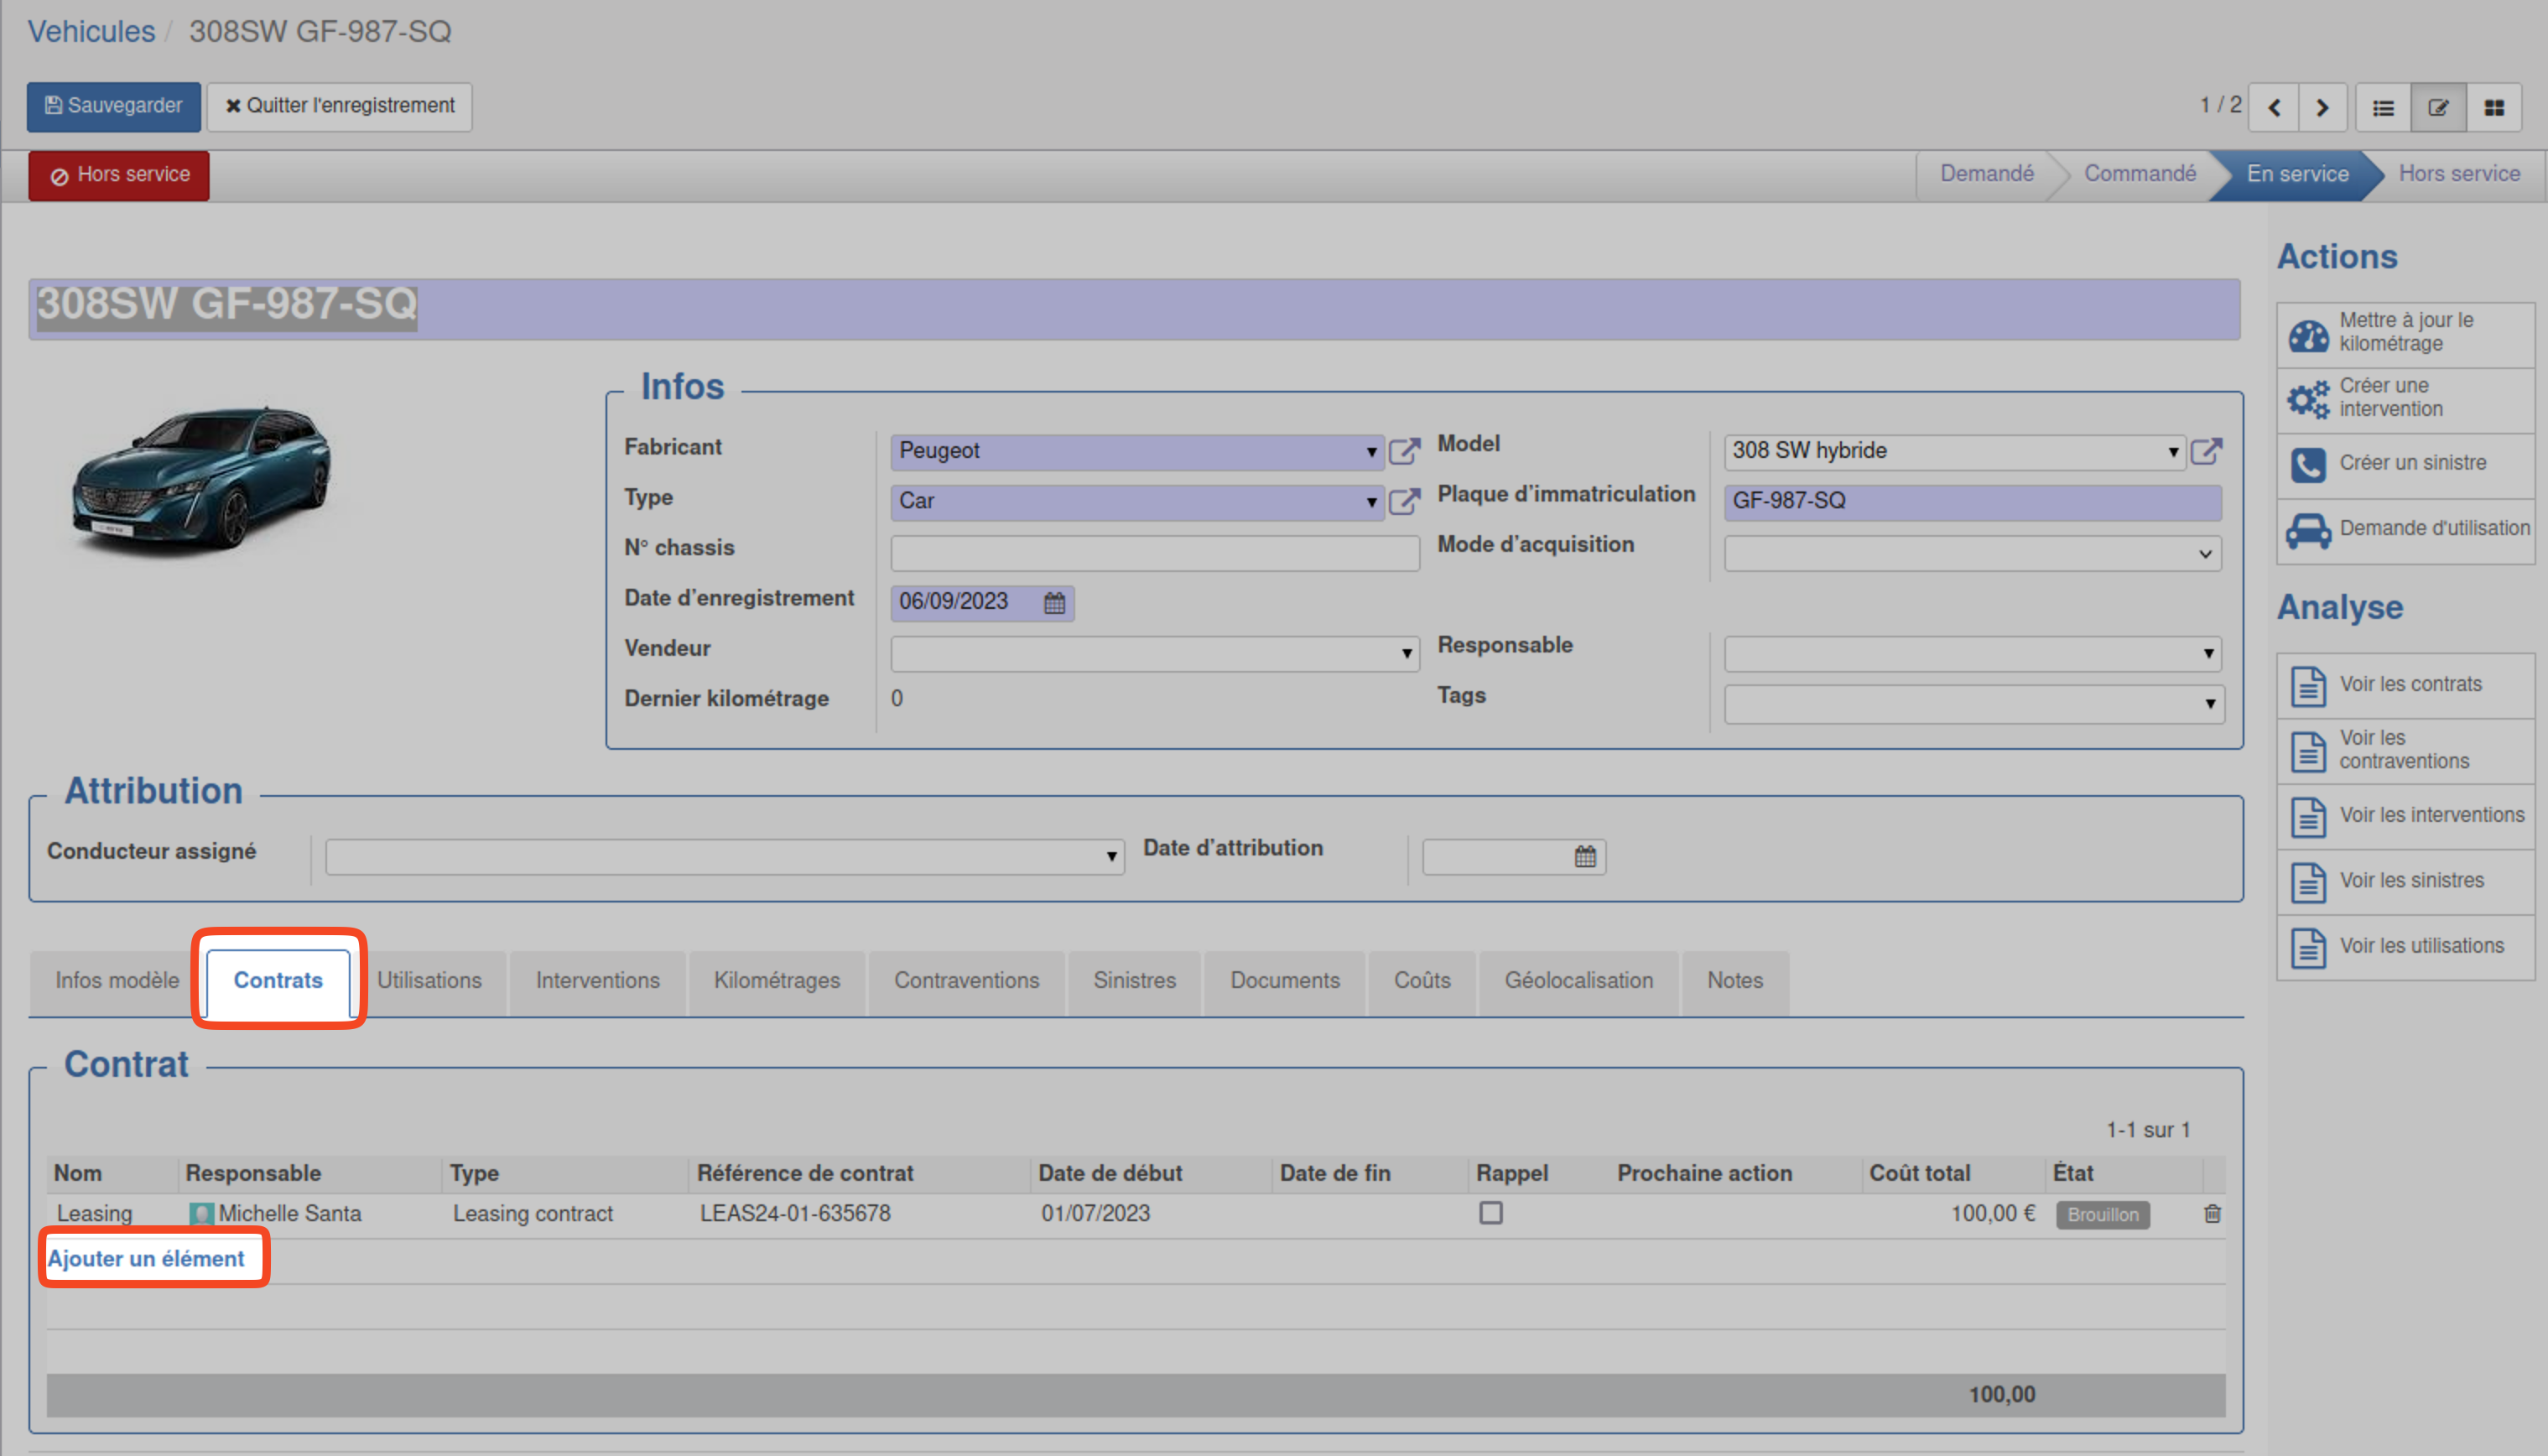 Vehicules / 308SW GF-987-SQ
Sauvegarder
Quitter l'enregistrement
1 / 2
Hors service
Demandé
Commandé
En service
Hors service
308SW GF-987-SQ
Infos
Fabricant Peugeot
Model 308 SW hybride
Type Car
Plaque d'immatriculation GF-987-SQ
N° chassis
Mode d'acquisition
Date d'enregistrement 06/09/2023
Vendeur
Responsable
Dernier kilométrage 0
Tags
Attribution
Conducteur assigné
Date d'attribution
Infos modèle
Contrats
Utilisations
Interventions
Kilométrages
Contraventions
Sinistres
Documents
Coûts
Géolocalisation
Notes
Contrat
1-1 sur 1
Nom Responsable Type Référence de contrat Date de début Date de fin Rappel Prochaine action Coût total État
Leasing Michelle Santa Leasing contract LEAS24-01-635678 01/07/2023 100,00 € Brouillon
Ajouter un élément
100,00
Actions
Mettre à jour le
kilométrage
Créer une
intervention
Créer un sinistre
Demande d'utilisation
Analyse
Voir les contrats
Voir les
contraventions
Voir les interventions
Voir les sinistres
Voir les utilisations